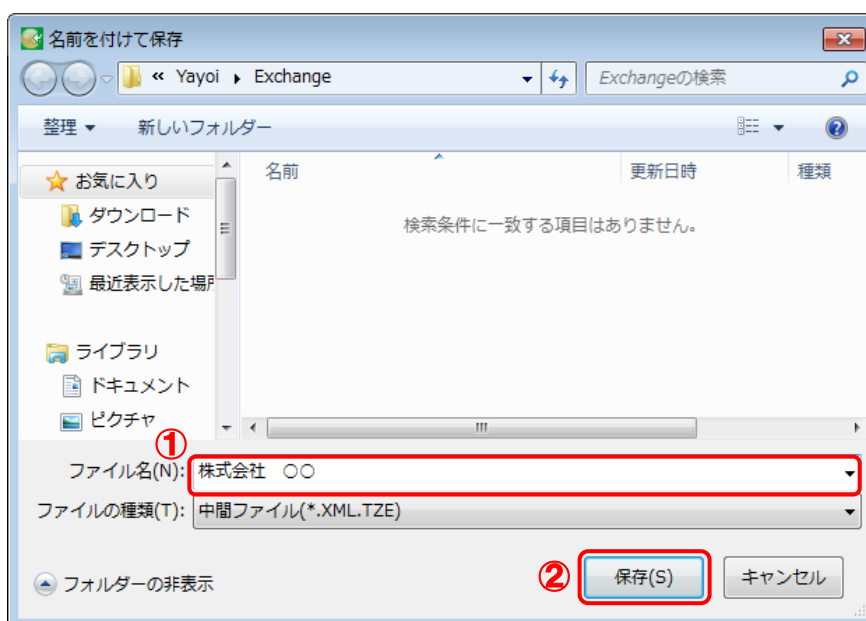 名前を付けて保存
« Yayoi ▸ Exchange
Exchangeの検索
整理 ▼ 新しいフォルダー
名前 更新日時 種類
お気に入り
ダウンロード
デスクトップ
最近表示した場所
ライブラリ
ドキュメント
ピクチャ
検索条件に一致する項目はありません。
①
ファイル名(N): 株式会社　○○
ファイルの種類(T): 中間ファイル(*.XML.TZE)
フォルダーの非表示
②
保存(S)
キャンセル